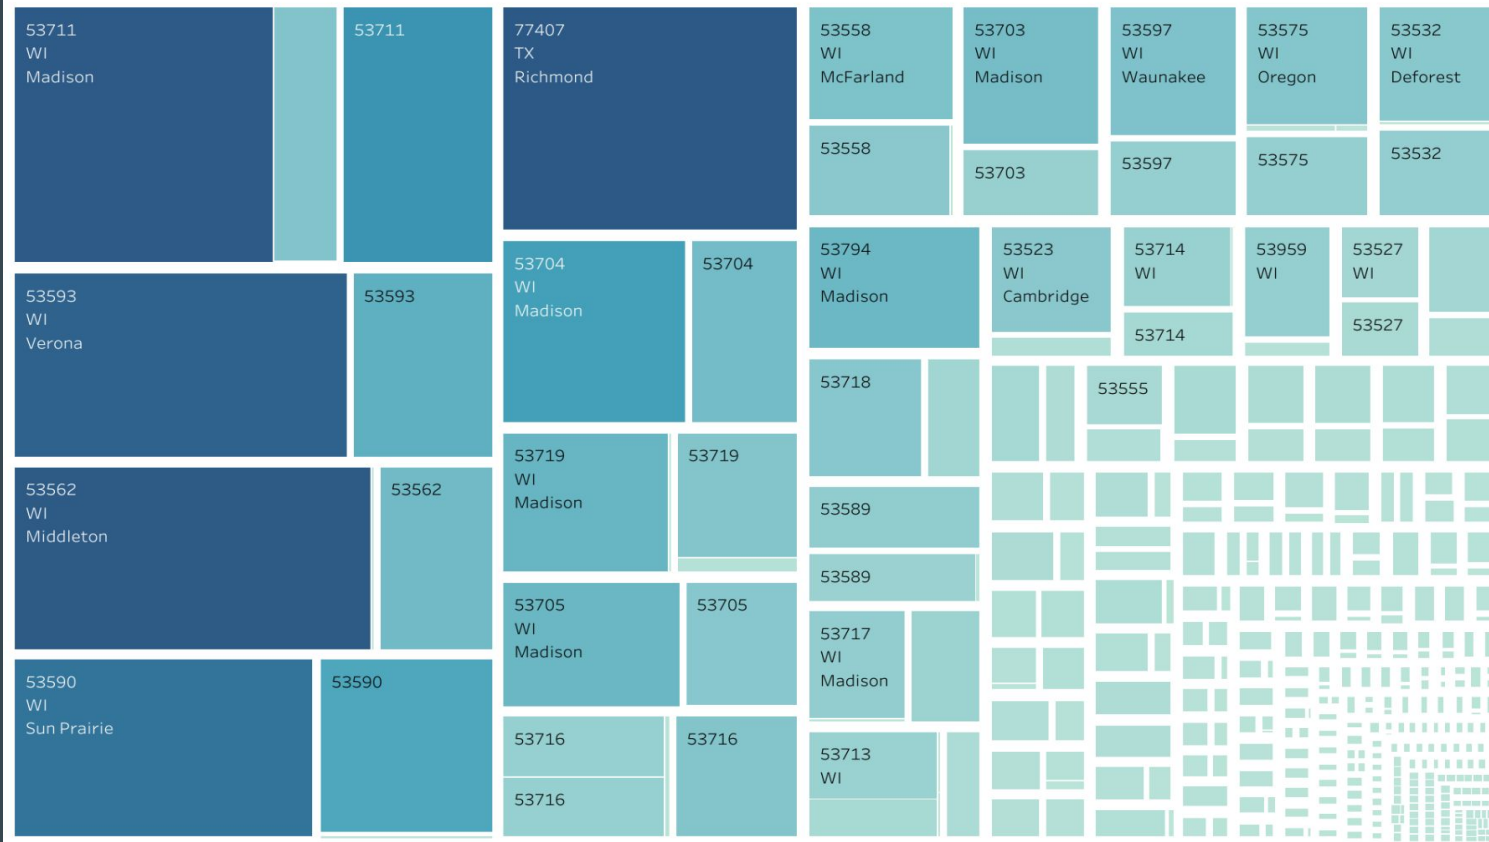 53711
WI
Madison
53711
53593
WI
Verona
53593
53562
WI
Middleton
53562
53590
WI
Sun Prairie
53590
77407
TX
Richmond
53704
WI
Madison
53704
53719
WI
Madison
53719
53705
WI
Madison
53705
53716
53716
53716
53558
WI
McFarland
53558
53703
WI
Madison
53703
53597
WI
Waunakee
53597
53575
WI
Oregon
53575
53532
WI
Deforest
53532
53794
WI
Madison
53523
WI
Cambridge
53714
WI
53714
53959
WI
53527
WI
53527
53718
53555
53589
53589
53717
WI
Madison
53713
WI